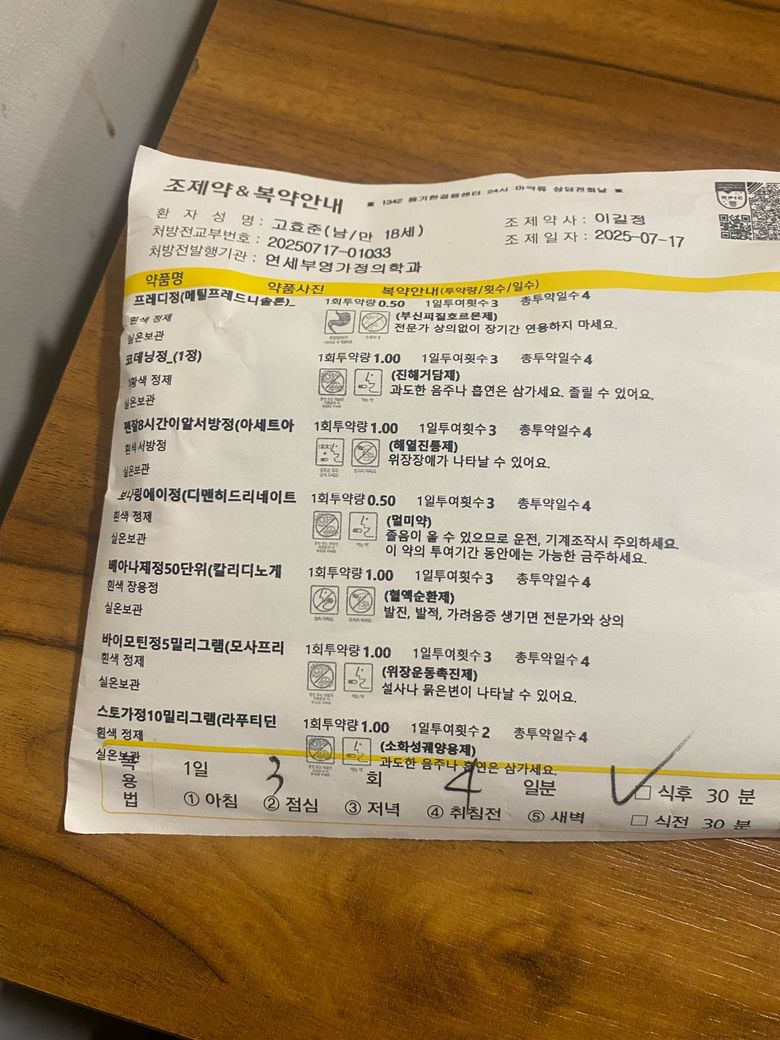 조제약&복약안내
■ 1342 용기한걸음센터 24시 마약류 상담전화 ■
환 자 성 명 : 고효준(남/만 18세)
조 제 약 사 : 이길정
처방전교부번호 : 20250717-01033
조 제 일 자 : 2025-07-17
처방전발행기관 : 연세부영가정의학과
약품명 약품사진 복약안내(투약량/횟수/일수)
프레디정(메틸프레드니솔론)_ 1회투약량0.50 1일투여횟수3 총투약일수4
흰색 정제 (부신피질호르몬제)
실온보관 전문가 상의없이 장기간 연용하지 마세요.
코데닝정_(1정) 1회투약량1.00 1일투여횟수3 총투약일수4
황색 정제 (진해거담제)
실온보관 과도한 음주나 흡연은 삼가세요. 졸릴 수 있어요.
펜잘8시간이알서방정(아세트아 1회투약량1.00 1일투여횟수3 총투약일수4
흰색서방정 (해열진통제)
실온보관 위장장애가 나타날 수 있어요.
보나링에이정(디멘히드리네이트 1회투약량0.50 1일투여횟수3 총투약일수4
흰색 정제 (멀미약)
실온보관 졸음이 올 수 있으므로 운전, 기계조작시 주의하세요.
이 약의 투여기간 동안에는 가능한 금주하세요.
베아나제정50단위(칼리디노게 1회투약량1.00 1일투여횟수3 총투약일수4
흰색 장용정 (혈액순환제)
실온보관 발진, 발적, 가려움증 생기면 전문가와 상의
바이모틴정5밀리그램(모사프리 1회투약량1.00 1일투여횟수3 총투약일수4
흰색 정제 (위장운동촉진제)
실온보관 설사나 묽은변이 나타날 수 있어요.
스토가정10밀리그램(라푸티딘 1회투약량1.00 1일투여횟수2 총투약일수4
흰색 정제 (소화성궤양용제)
실온보관 과도한 음주나 흡연은 삼가세요.
복용법 1일 3 회 4 일분 ✓ □ 식후 30 분
① 아침 ② 점심 ③ 저녁 ④ 취침전 ⑤ 새벽 □ 식전 30 분